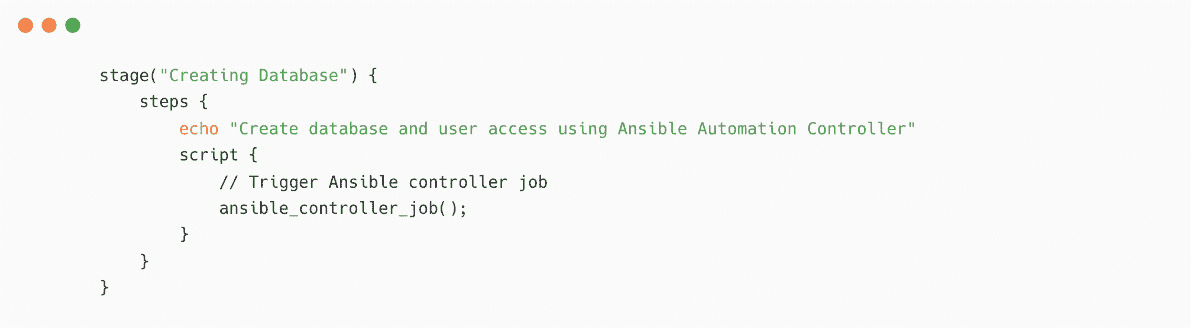 stage("Creating Database") {
    steps {
        echo "Create database and user access using Ansible Automation Controller"
        script {
            // Trigger Ansible controller job
            ansible_controller_job();
        }
    }
}